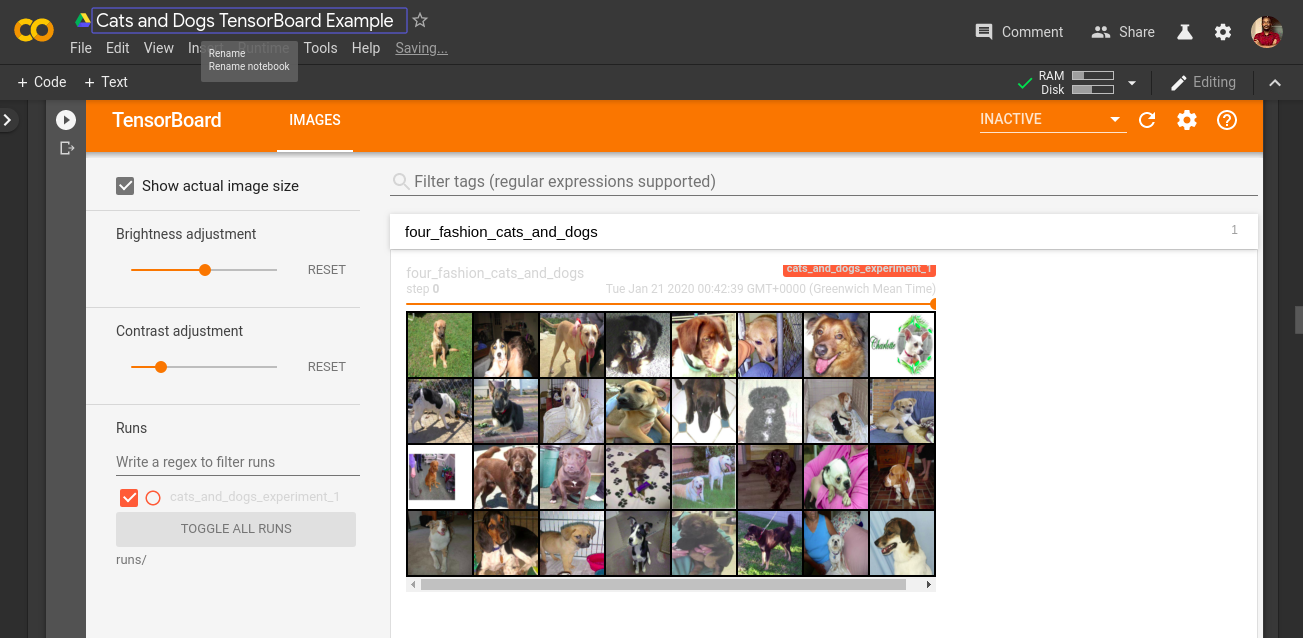 Cats and Dogs TensorBoard Example
File Edit View Insert Runtime Tools Help Saving...
Rename
Rename notebook
Comment Share
+ Code + Text
RAM
Disk
Editing
TensorBoard IMAGES INACTIVE
Show actual image size
Filter tags (regular expressions supported)
Brightness adjustment
RESET
four_fashion_cats_and_dogs 1
four_fashion_cats_and_dogs cats_and_dogs_experiment_1
step 0 Tue Jan 21 2020 00:42:39 GMT+0000 (Greenwich Mean Time)
Contrast adjustment
RESET
Charlotte
Runs
Write a regex to filter runs
cats_and_dogs_experiment_1
TOGGLE ALL RUNS
runs/